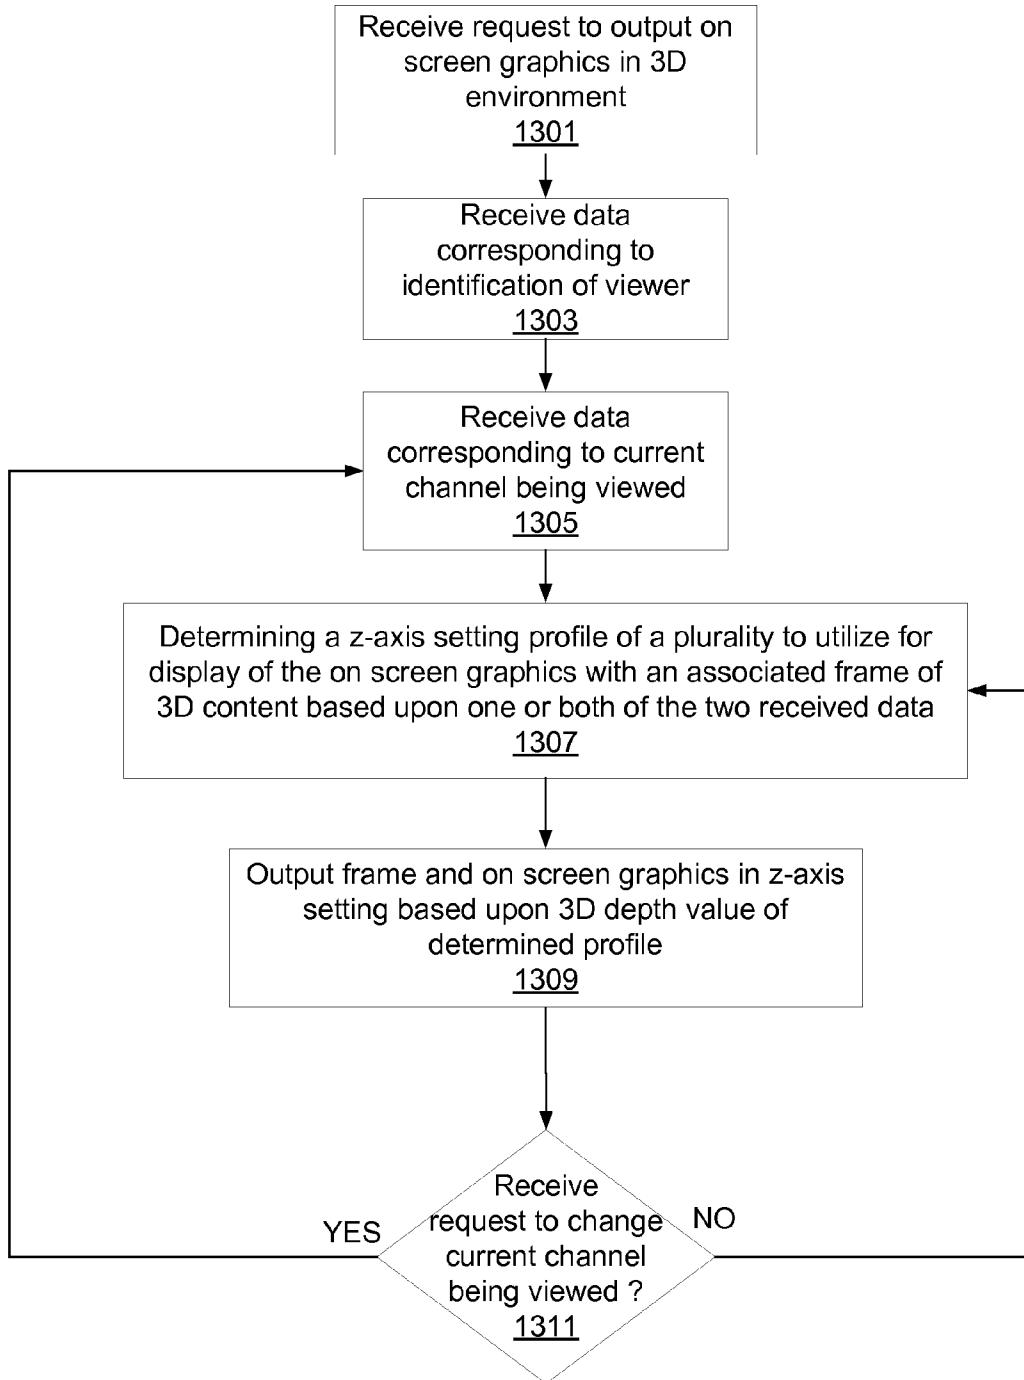 Receive request to output on
screen graphics in 3D
environment
1301
Receive data
corresponding to
identification of viewer
1303
Receive data
corresponding to current
channel being viewed
1305
Determining a z-axis setting profile of a plurality to utilize for
display of the on screen graphics with an associated frame of
3D content based upon one or both of the two received data
1307
Output frame and on screen graphics in z-axis
setting based upon 3D depth value of
determined profile
1309
Receive
request to change
current channel
being viewed ?
1311
YES
NO